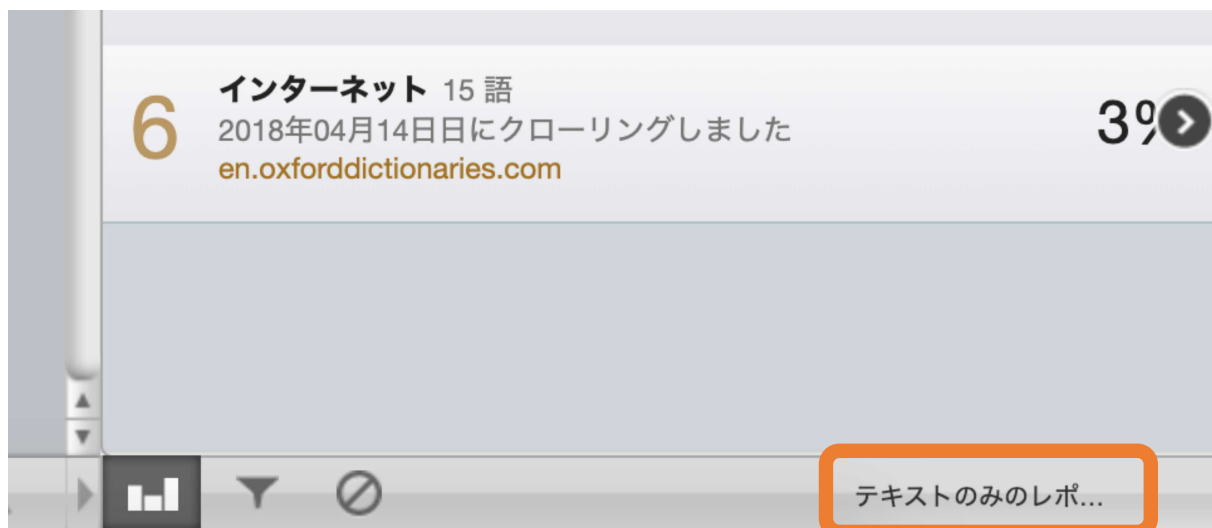 6
インターネット 15 語
2018年04月14日日にクローリングしました
en.oxforddictionaries.com
3%
テキストのみのレポ...